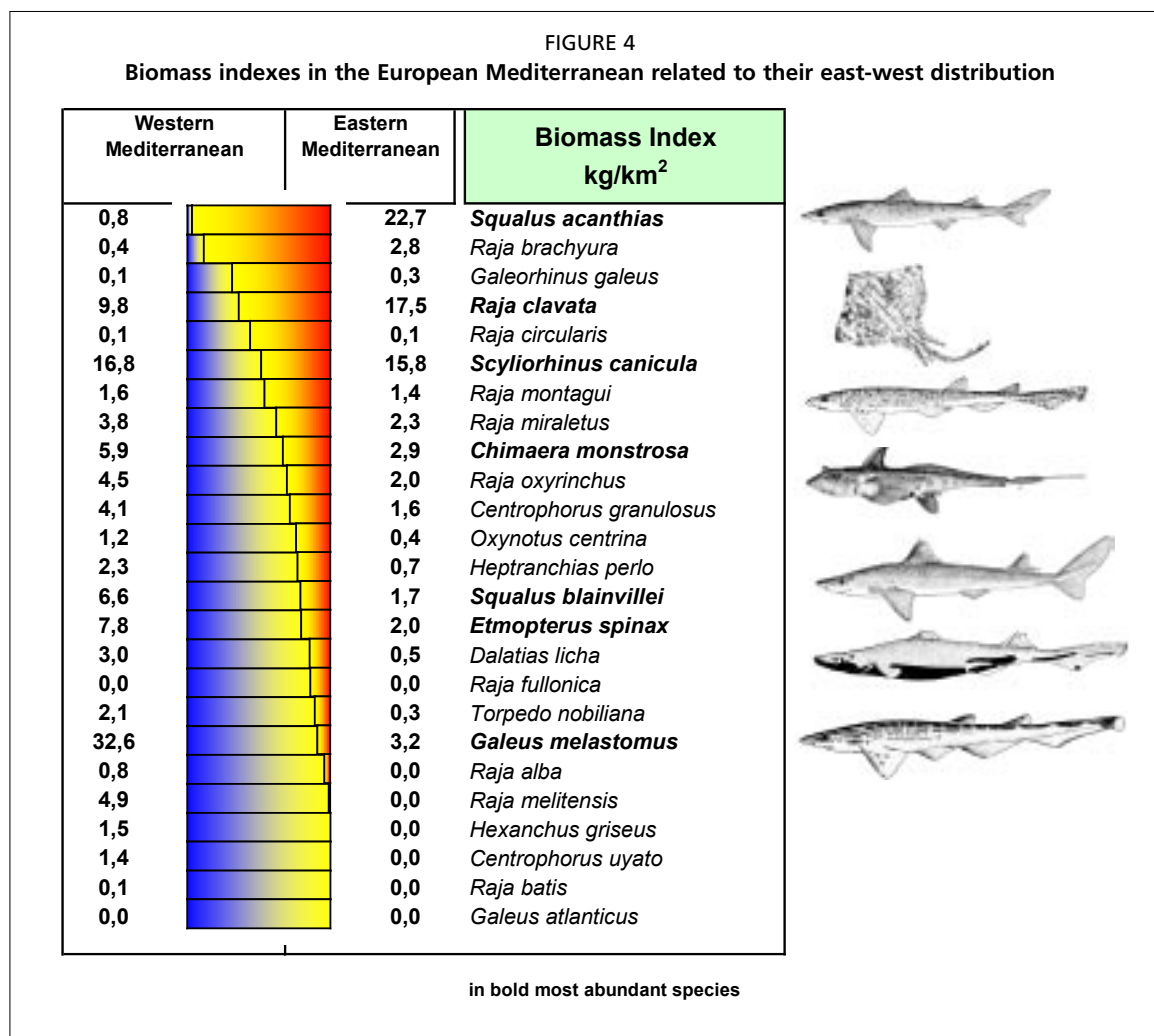 FIGURE 4
Biomass indexes in the European Mediterranean related to their east-west distribution
Western Mediterranean Eastern Mediterranean Biomass Index kg/km²
0,8 22,7 Squalus acanthias
0,4 2,8 Raja brachyura
0,1 0,3 Galeorhinus galeus
9,8 17,5 Raja clavata
0,1 0,1 Raja circularis
16,8 15,8 Scyliorhinus canicula
1,6 1,4 Raja montagui
3,8 2,3 Raja miraletus
5,9 2,9 Chimaera monstrosa
4,5 2,0 Raja oxyrinchus
4,1 1,6 Centrophorus granulosus
1,2 0,4 Oxynotus centrina
2,3 0,7 Heptranchias perlo
6,6 1,7 Squalus blainvillei
7,8 2,0 Etmopterus spinax
3,0 0,5 Dalatias licha
0,0 0,0 Raja fullonica
2,1 0,3 Torpedo nobiliana
32,6 3,2 Galeus melastomus
0,8 0,0 Raja alba
4,9 0,0 Raja melitensis
1,5 0,0 Hexanchus griseus
1,4 0,0 Centrophorus uyato
0,1 0,0 Raja batis
0,0 0,0 Galeus atlanticus
in bold most abundant species